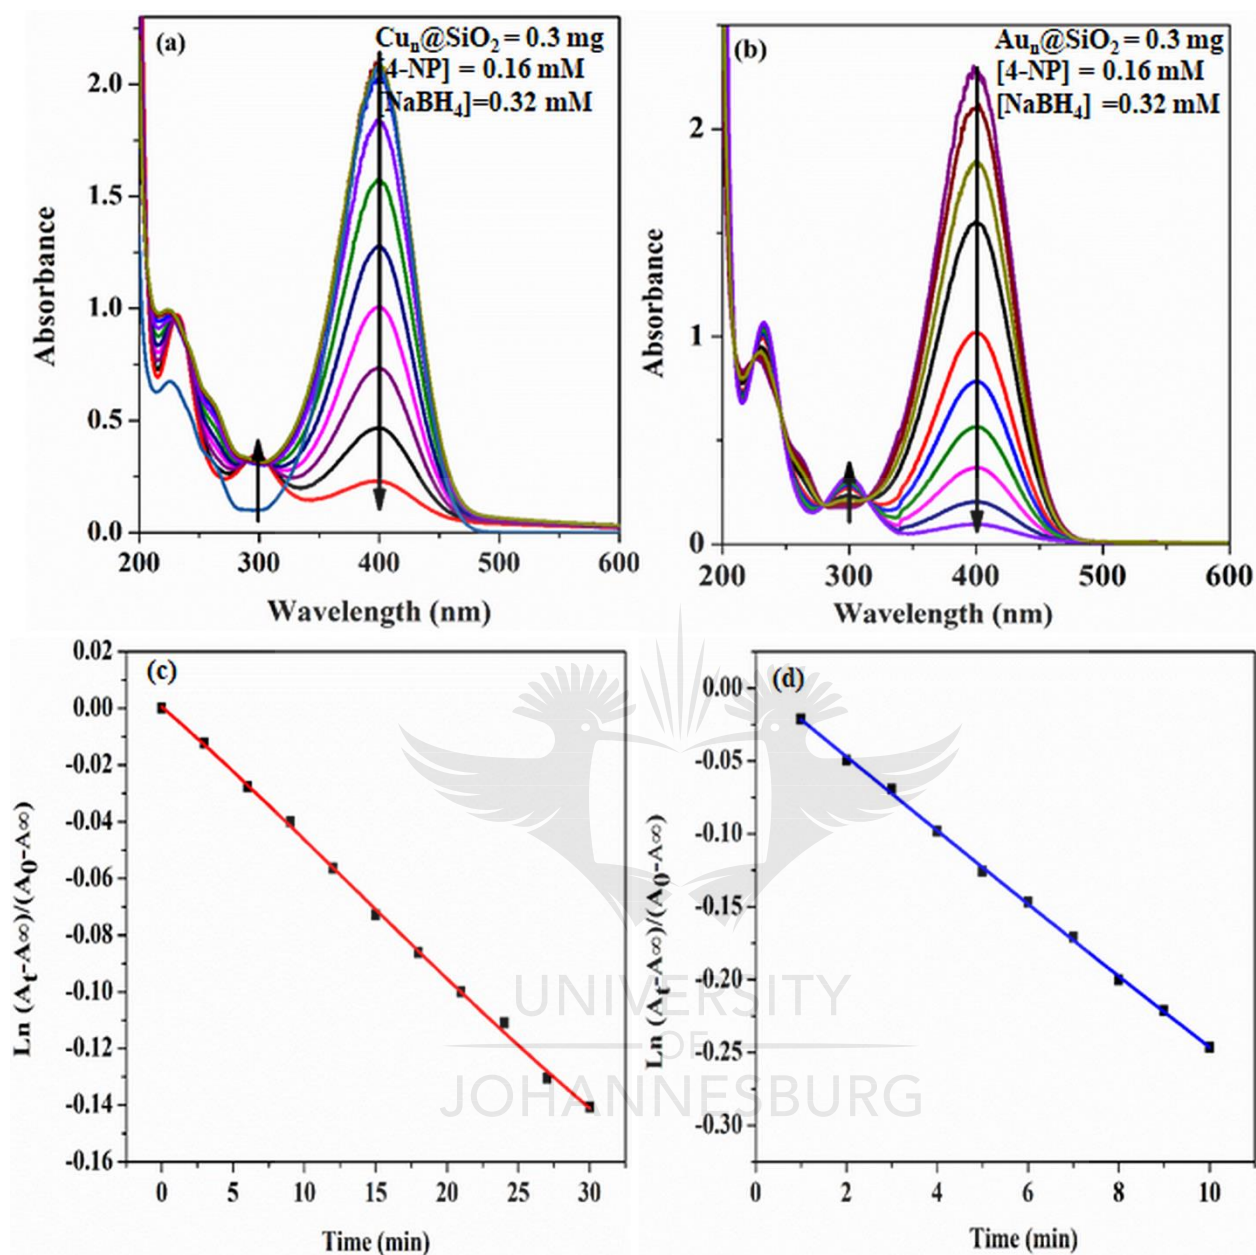 (a)
Cuₙ@SiO₂ = 0.3 mg
[4-NP] = 0.16 mM
[NaBH₄]=0.32 mM
2.0
1.5
1.0
0.5
0.0
Absorbance
200 300 400 500 600
Wavelength (nm)
(b)
Auₙ@SiO₂ = 0.3 mg
[4-NP] = 0.16 mM
[NaBH₄] =0.32 mM
2
1
0
Absorbance
200 300 400 500 600
Wavelength (nm)
(c)
0.02
0.00
-0.02
-0.04
-0.06
-0.08
-0.10
-0.12
-0.14
-0.16
Ln (Aₜ-A∞)/(A₀-A∞)
0 5 10 15 20 25 30
Time (min)
(d)
0.00
-0.05
-0.10
-0.15
-0.20
-0.25
-0.30
Ln (Aₜ-A∞)/(A₀-A∞)
0 2 4 6 8 10
Time (min)
UNIVERSITY
OF
JOHANNESBURG